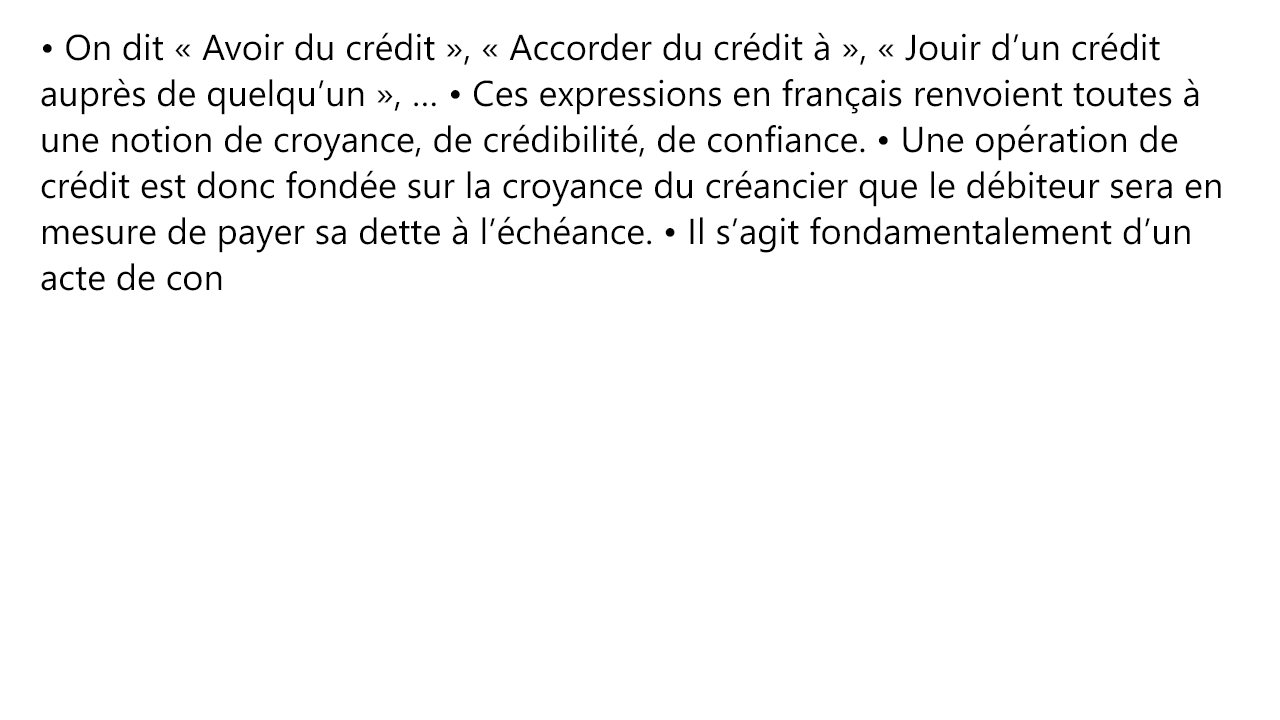 • On dit « Avoir du crédit », « Accorder du crédit à », « Jouir d’un crédit
auprès de quelqu’un », ... • Ces expressions en français renvoient toutes à
une notion de croyance, de crédibilité, de confiance. • Une opération de
crédit est donc fondée sur la croyance du créancier que le débiteur sera en
mesure de payer sa dette à l’échéance. • Il s’agit fondamentalement d’un
acte de con